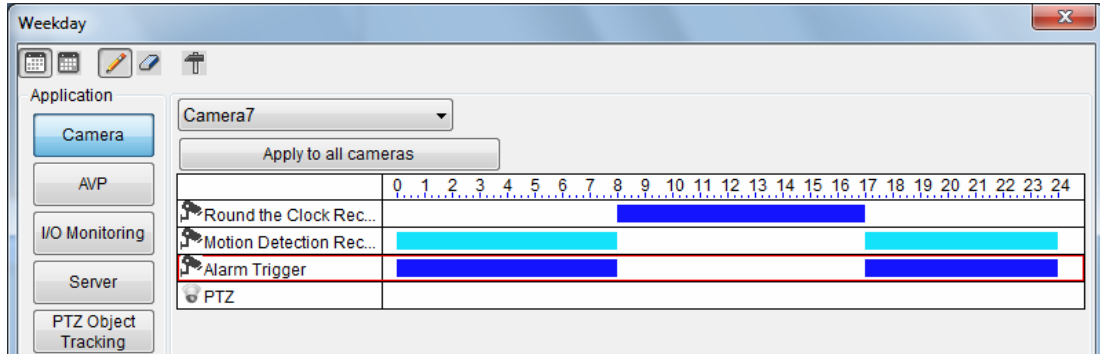 Weekday
Application
Camera
AVP
I/O Monitoring
Server
PTZ Object
Tracking
Camera7
Apply to all cameras
0 1 2 3 4 5 6 7 8 9 10 11 12 13 14 15 16 17 18 19 20 21 22 23 24
Round the Clock Rec...
Motion Detection Rec...
Alarm Trigger
PTZ